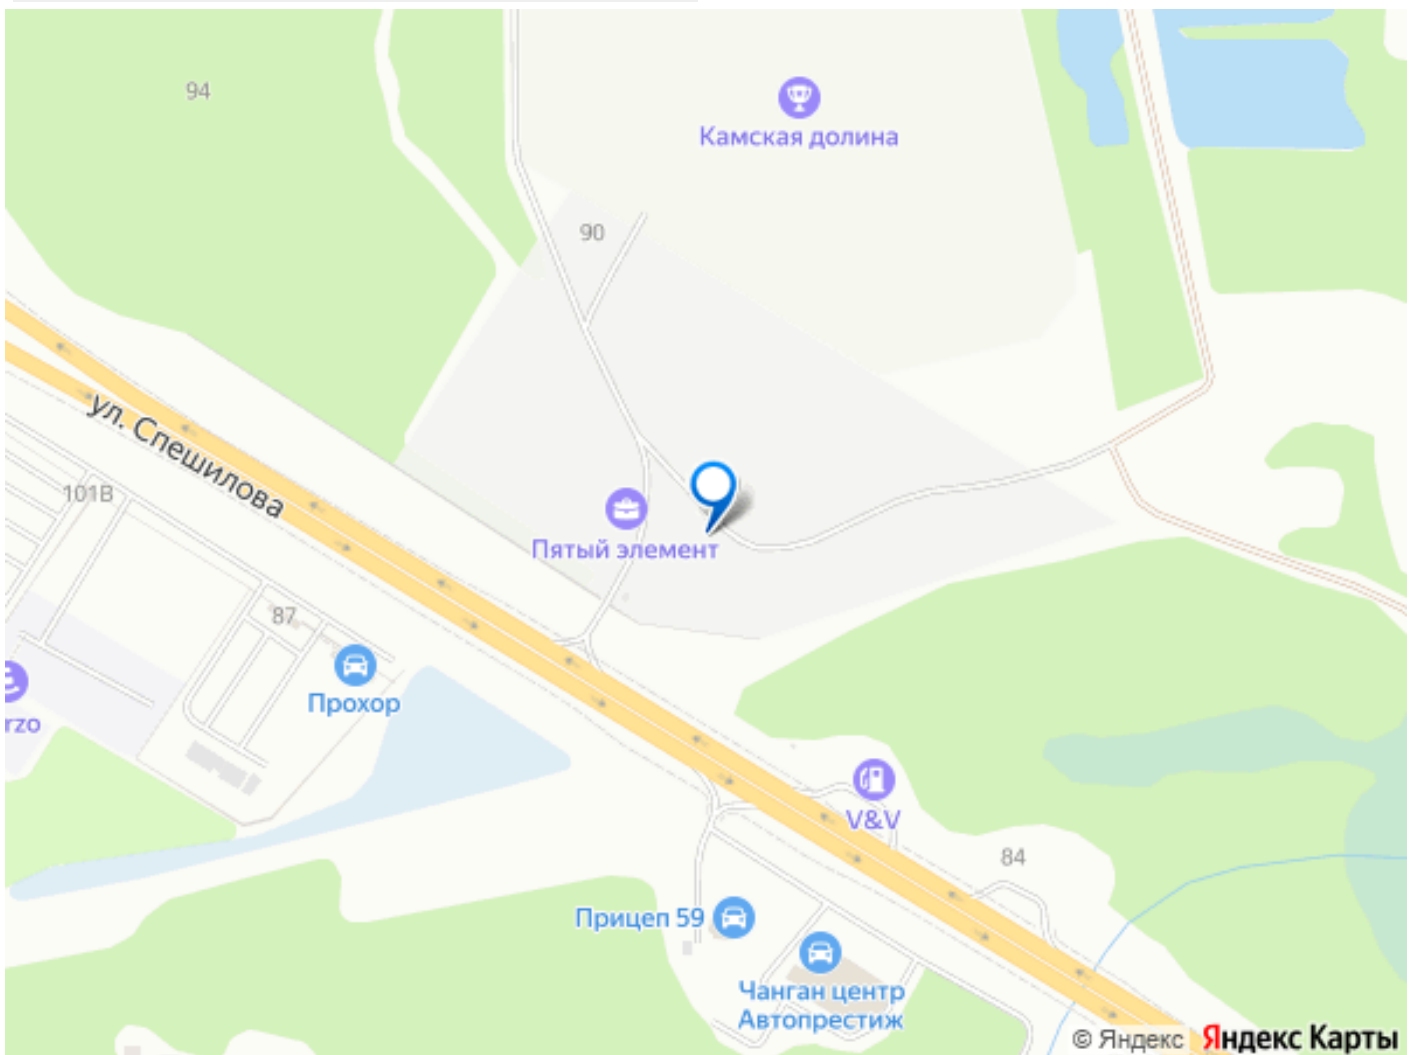 94
Камская долина
90
ул. Спешилова
101В
Пятый элемент
87
Прохор
rzo
V&V
84
Прицеп 59
Чанган центр
Автопрестиж
© Яндекс Яндекс Карты